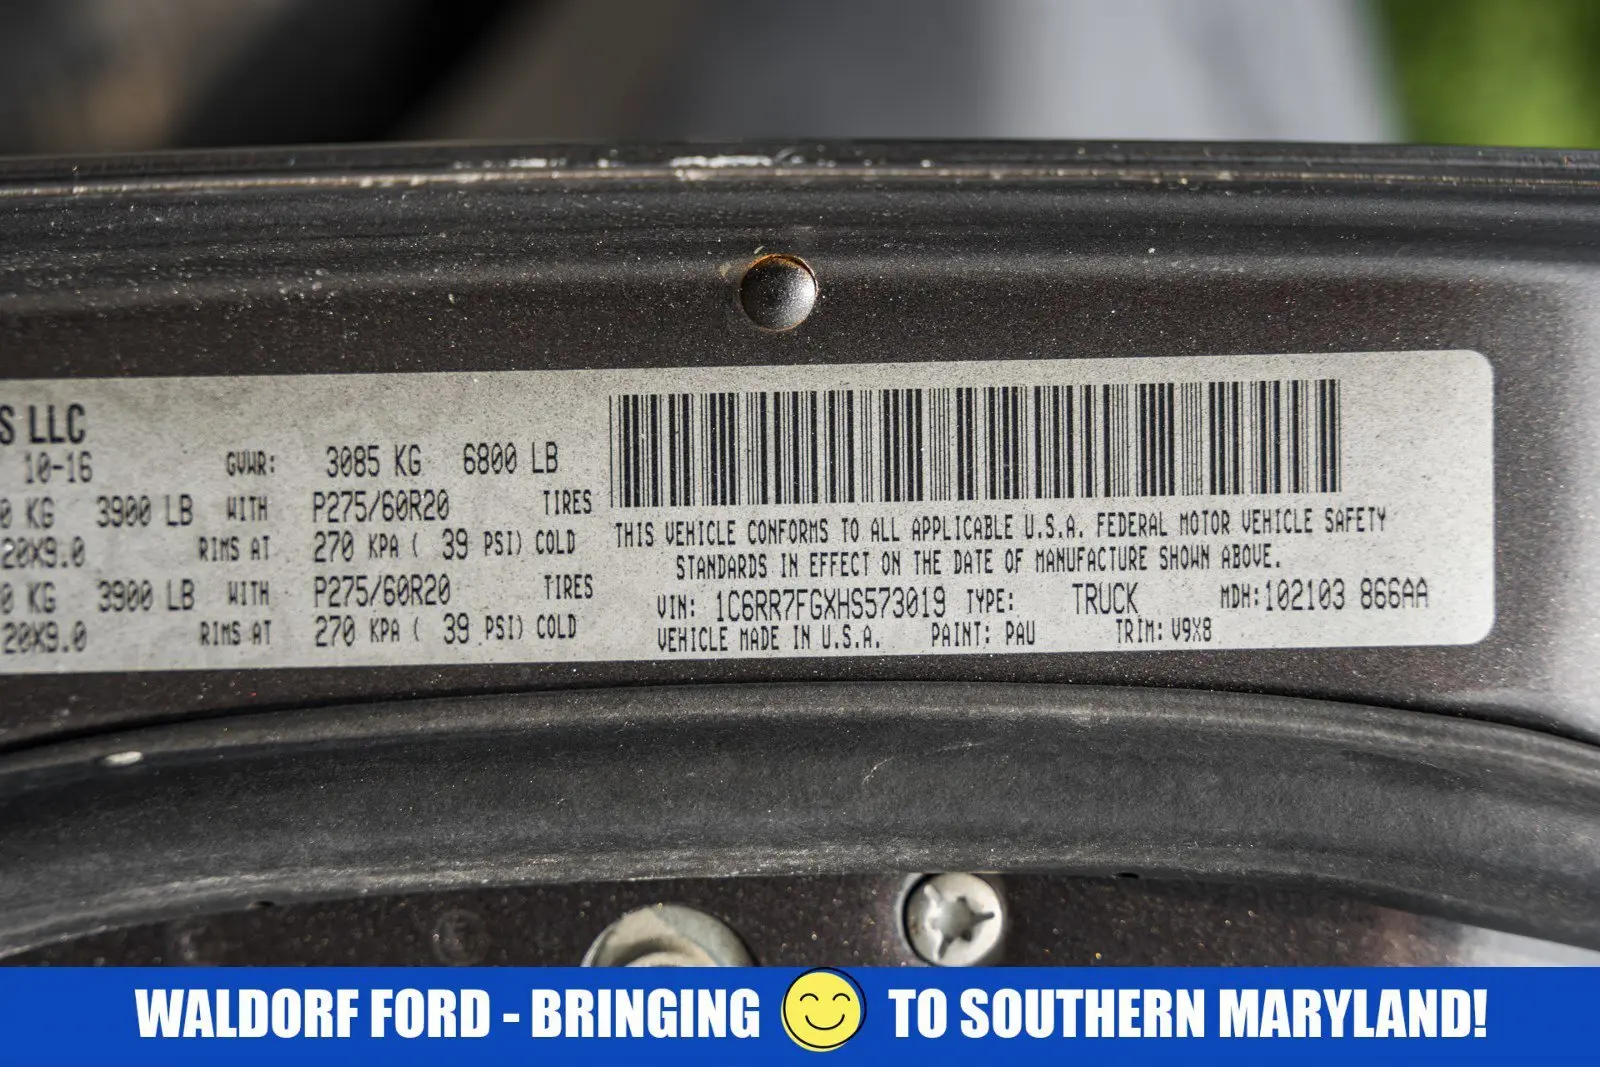 S LLC
10-16 GVWR: 3085 KG 6800 LB
0 KG 3900 LB WITH P275/60R20 TIRES
20X9.0 RIMS AT 270 KPA ( 39 PSI) COLD
0 KG 3900 LB WITH P275/60R20 TIRES
20X9.0 RIMS AT 270 KPA ( 39 PSI) COLD
THIS VEHICLE CONFORMS TO ALL APPLICABLE U.S.A. FEDERAL MOTOR VEHICLE SAFETY
STANDARDS IN EFFECT ON THE DATE OF MANUFACTURE SHOWN ABOVE.
VIN: 1C6RR7FGXHS573019 TYPE: TRUCK MDH:102103 866AA
VEHICLE MADE IN U.S.A. PAINT: PAU TRIM: V9X8
WALDORF FORD - BRINGING TO SOUTHERN MARYLAND!